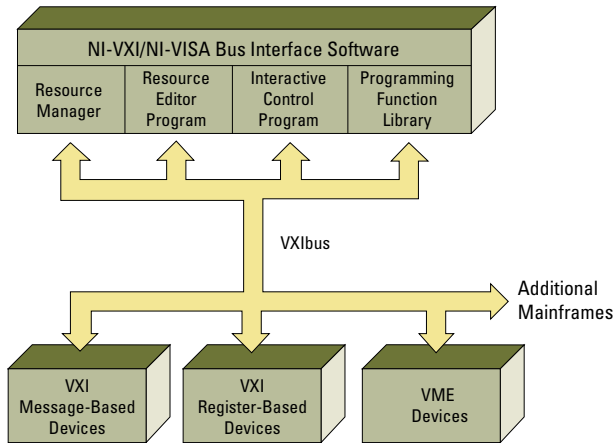 NI-VXI/NI-VISA Bus Interface Software
Resource
Manager
Resource
Editor
Program
Interactive
Control
Program
Programming
Function
Library
VXIbus
Additional
Mainframes
VXI
Message-Based
Devices
VXI
Register-Based
Devices
VME
Devices